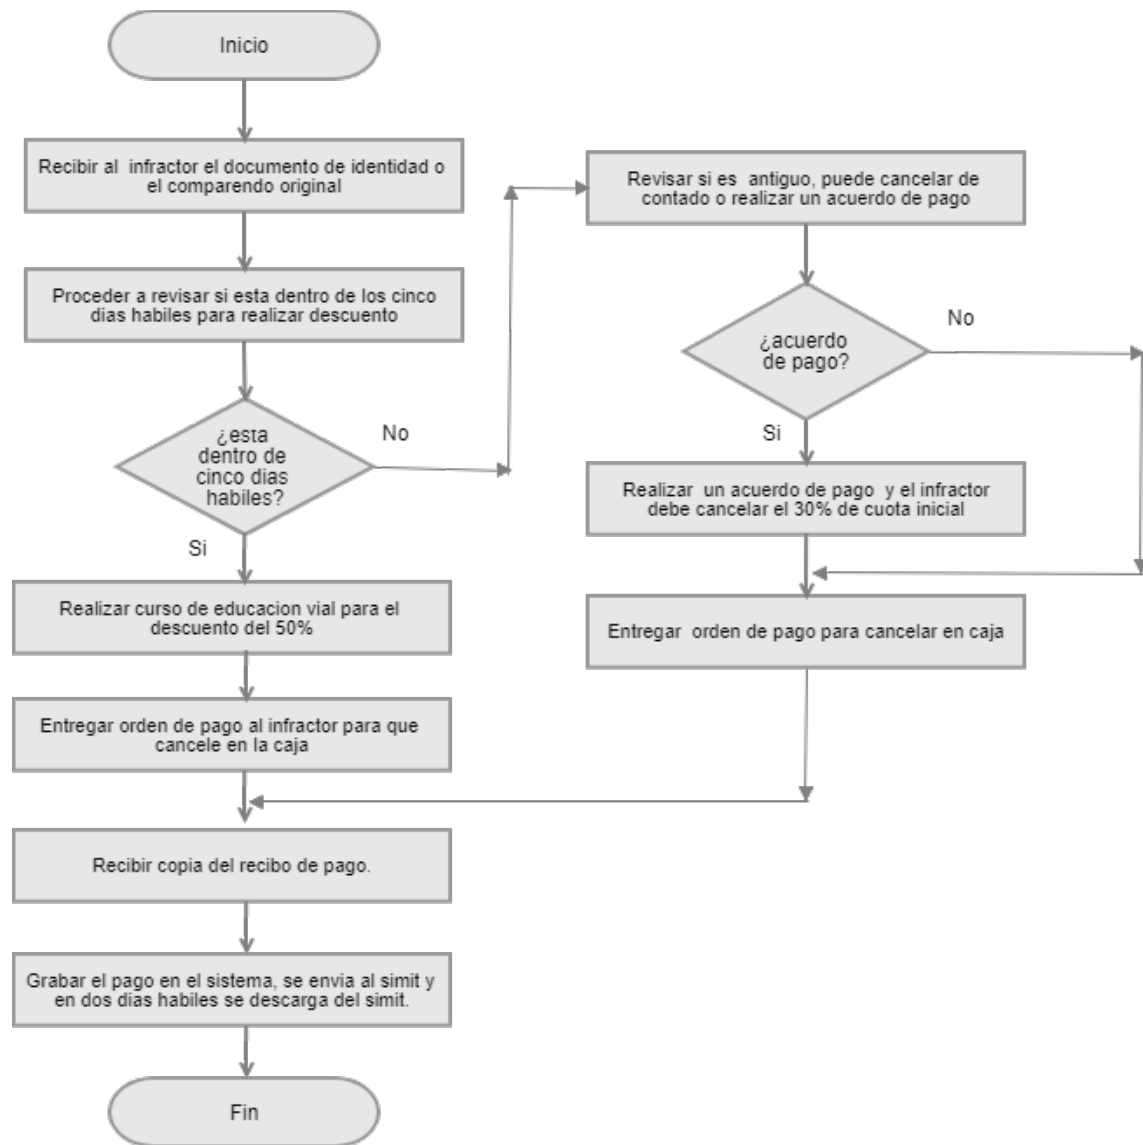 Inicio
Recibir al infractor el documento de identidad o
el comparendo original
Proceder a revisar si esta dentro de los cinco
dias habiles para realizar descuento
¿esta
dentro de
cinco dias
habiles?
No
Si
Realizar curso de educacion vial para el
descuento del 50%
Entregar orden de pago al infractor para que
cancele en la caja
Revisar si es antiguo, puede cancelar de
contado o realizar un acuerdo de pago
¿acuerdo
de pago?
No
Si
Realizar un acuerdo de pago y el infractor
debe cancelar el 30% de cuota inicial
Entregar orden de pago para cancelar en caja
Recibir copia del recibo de pago.
Grabar el pago en el sistema, se envia al simit y
en dos dias habiles se descarga del simit.
Fin